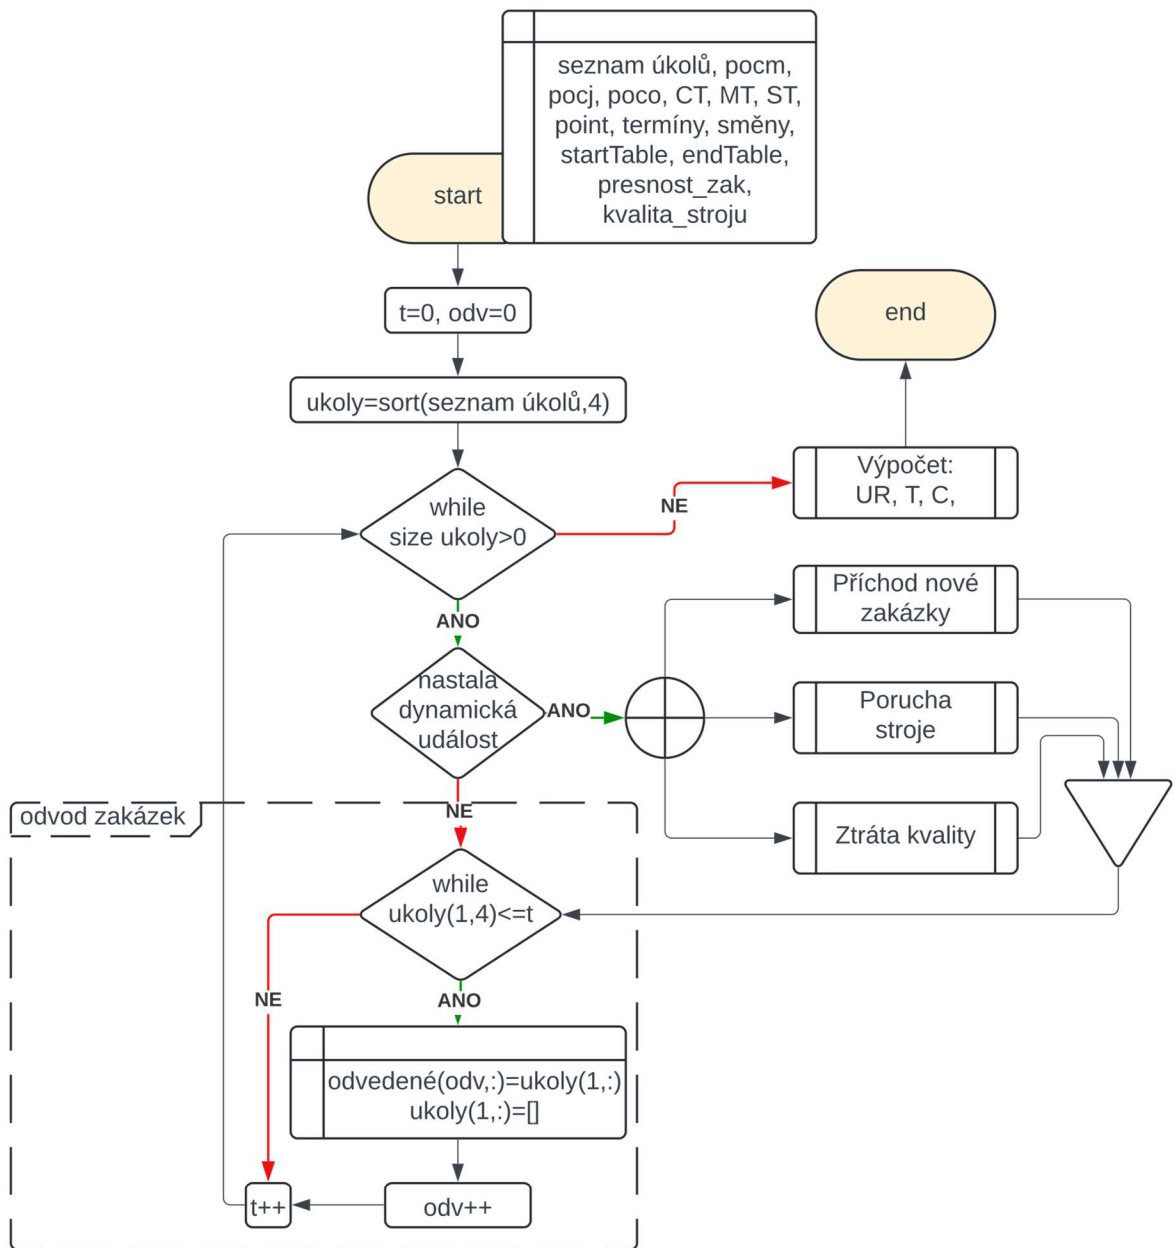 seznam úkolů, pocm,
pocj, poco, CT, MT, ST,
point, termíny, směny,
startTable, endTable,
presnost_zak,
kvalita_stroju
start
t=0, odv=0
end
ukoly=sort(seznam úkolů,4)
while
size ukoly>0
NE
Výpočet:
UR, T, C,
ANO
nastala
dynamická
událost
ANO
Příchod nové
zakázky
Porucha
stroje
Ztráta kvality
NE
odvod zakázek
while
ukoly(1,4)<=t
NE
ANO
odvedené(odv,:)=ukoly(1,:)
ukoly(1,:)=[]
t++
odv++